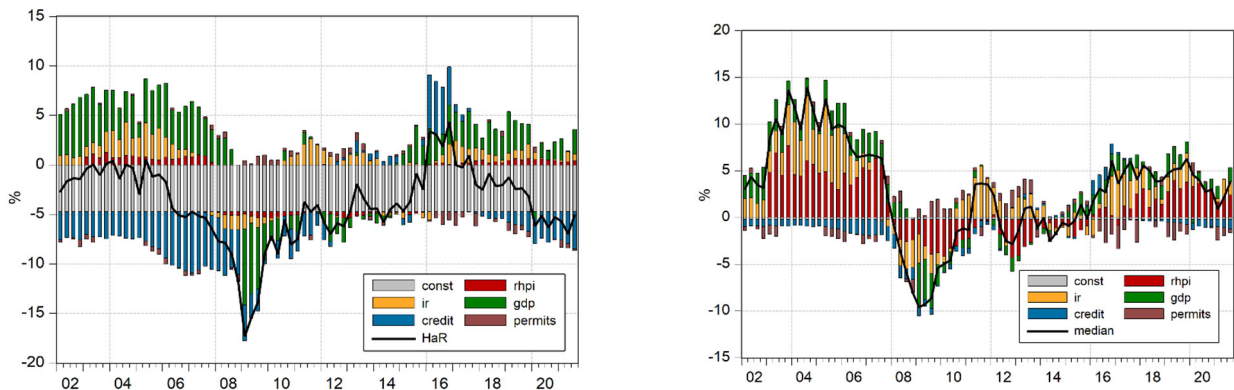 15
10
5
0
-5
-10
-15
-20
%
const
rhpi
ir
gdp
credit
permits
HaR
02 04 06 08 10 12 14 16 18 20
20
15
10
5
0
-5
-10
-15
%
const
rhpi
ir
gdp
credit
permits
median
02 04 06 08 10 12 14 16 18 20